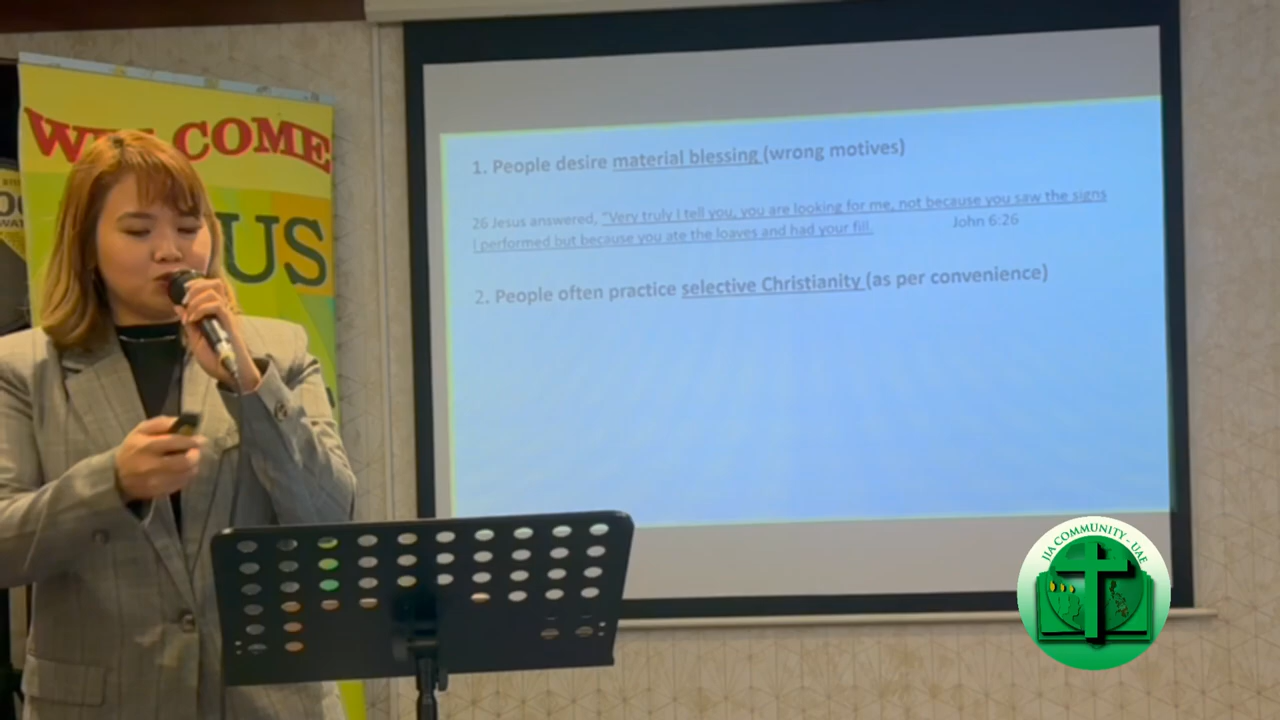 WELCOME
US
1. People desire material blessing (wrong motives)
26 Jesus answered, "Very truly I tell you, you are looking for me, not because you saw the signs
I performed but because you ate the loaves and had your fill.
John 6:26
2. People often practice selective Christianity (as per convenience)
JIA COMMUNITY - UAE